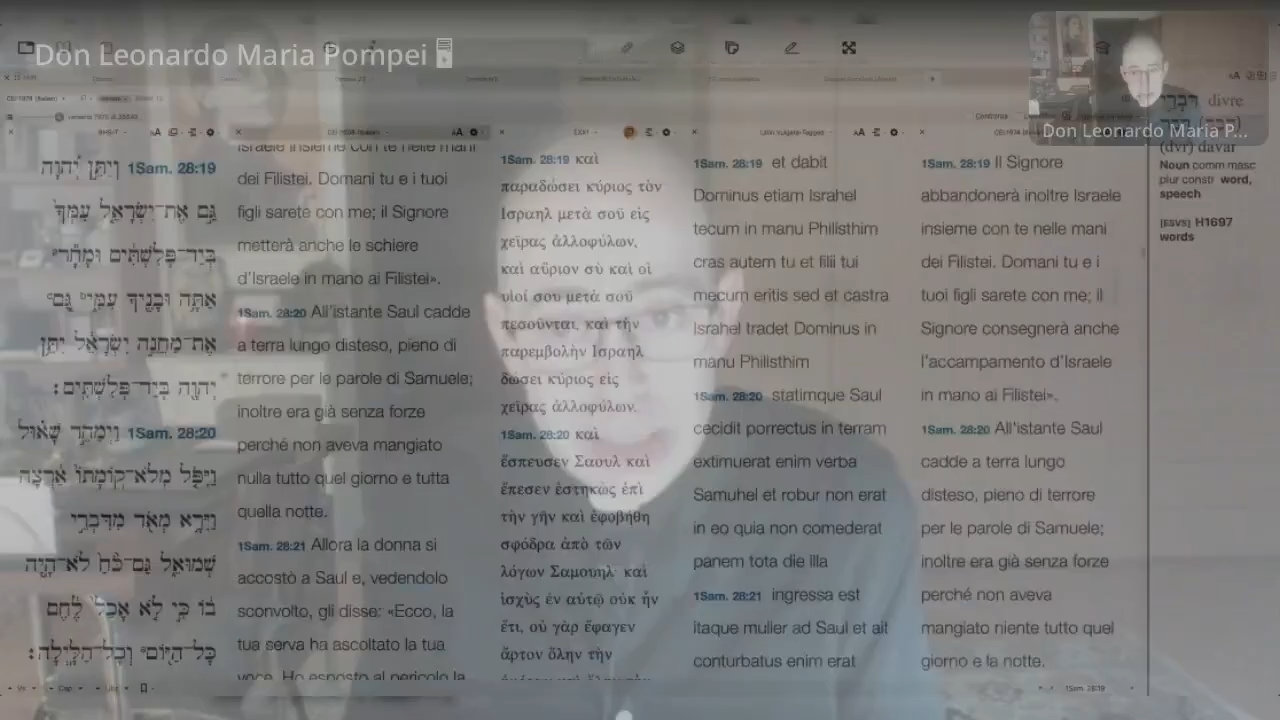 Don Leonardo Maria Pompei
Don Leonardo Maria P...
וַיִּתֵּן יְ֠הוָה 1Sam. 28:19
גַּ֣ם אֶת־יִשְׂרָאֵ֤ל עִמְּךָ֙
בְּיַד־פְּלִשְׁתִּ֔ים וּמָחָ֕ר
אַתָּ֥ה וּבָנֶ֖יךָ עִמִּ֑י גַּ֚ם
אֶת־מַחֲנֵ֣ה יִשְׂרָאֵ֔ל יִתֵּ֥ן
יְהוָ֖ה בְּיַד־פְּלִשְׁתִּֽים׃
וַיְמַהֵ֣ר שָׁא֗וּל 1Sam. 28:20
וַיִּפֹּ֤ל מְלֹא־קֽוֹמָתוֹ֙ אַ֔רְצָה
וַיִּרָ֥א מְאֹ֖ד מִדִּבְרֵ֣י
שְׁמוּאֵ֑ל גַּם־כֹּ֙חַ֙ לֹא־הָ֣יָה
ב֔וֹ כִּ֣י לֹ֤א אָכַל֙ לֶ֔חֶם
כָּל־הַיּ֖וֹם וְכָל־הַלָּֽיְלָה׃
Israele insieme con te nelle mani
dei Filistei. Domani tu e i tuoi
figli sarete con me; il Signore
metterà anche le schiere
d'Israele in mano ai Filistei».
1Sam. 28:20 All'istante Saul cadde
a terra lungo disteso, pieno di
terrore per le parole di Samuele;
inoltre era già senza forze
perché non aveva mangiato
nulla tutto quel giorno e tutta
quella notte.
1Sam. 28:21 Allora la donna si
accostò a Saul e, vedendolo
sconvolto, gli disse: «Ecco, la
tua serva ha ascoltato la tua
voce. Ho esposto al pericolo la
1Sam. 28:19 καὶ
παραδώσει κύριος τὸν
Ισραηλ μετὰ σοῦ εἰς
χεῖρας ἀλλοφύλων,
καὶ αὔριον σὺ καὶ οἱ
υἱοί σου μετὰ σοῦ
πεσοῦνται, καὶ τὴν
παρεμβολὴν Ισραηλ
δώσει κύριος εἰς
χεῖρας ἀλλοφύλων.
1Sam. 28:20 καὶ
ἔσπευσεν Σαουλ καὶ
ἔπεσεν ἑστηκὼς ἐπὶ
τὴν γῆν καὶ ἐφοβήθη
σφόδρα ἀπὸ τῶν
λόγων Σαμουηλ· καὶ
ἰσχὺς ἐν αὐτῷ οὐκ ἦν
ἔτι, οὐ γὰρ ἔφαγεν
ἄρτον ὅλην τὴν
1Sam. 28:19 et dabit
Dominus etiam Israhel
tecum in manu Philisthim
cras autem tu et filii tui
mecum eritis sed et castra
Israhel tradet Dominus in
manu Philisthim
1Sam. 28:20 statimque Saul
cecidit porrectus in terram
extimuerat enim verba
Samuhel et robur non erat
in eo quia non comederat
panem tota die illa
1Sam. 28:21 ingressa est
itaque mulier ad Saul et ait
conturbatus enim erat
1Sam. 28:19 Il Signore
abbandonerà inoltre Israele
insieme con te nelle mani
dei Filistei. Domani tu e i
tuoi figli sarete con me; il
Signore consegnerà anche
l'accampamento d'Israele
in mano ai Filistei».
1Sam. 28:20 All'istante Saul
cadde a terra lungo
disteso, pieno di terrore
per le parole di Samuele;
inoltre era già senza forze
perché non aveva
mangiato niente tutto quel
giorno e la notte.
1Sam. 28:19
divre
(dvr) davar
Noun comm masc
plur constr word,
speech
[ESVS] H1697
words